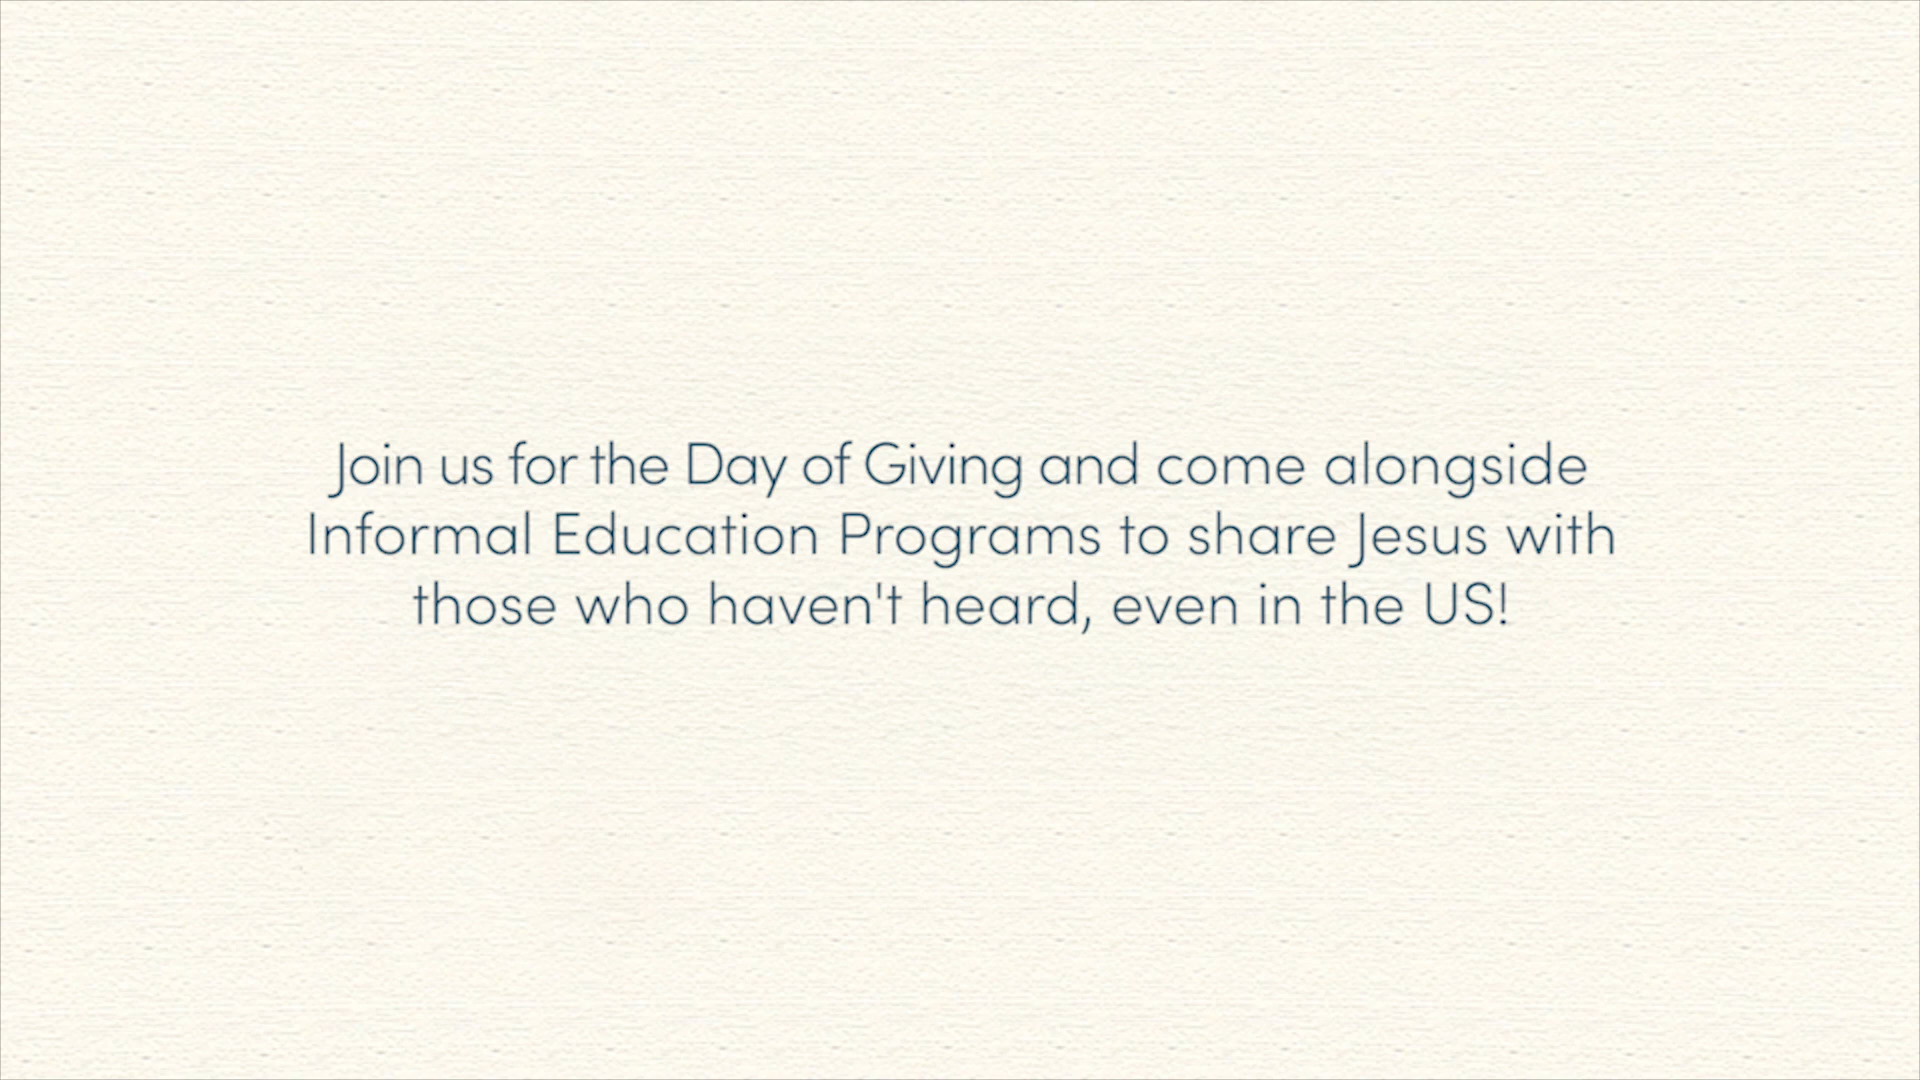 Join us for the Day of Giving and come alongside
Informal Education Programs to share Jesus with
those who haven't heard, even in the US!